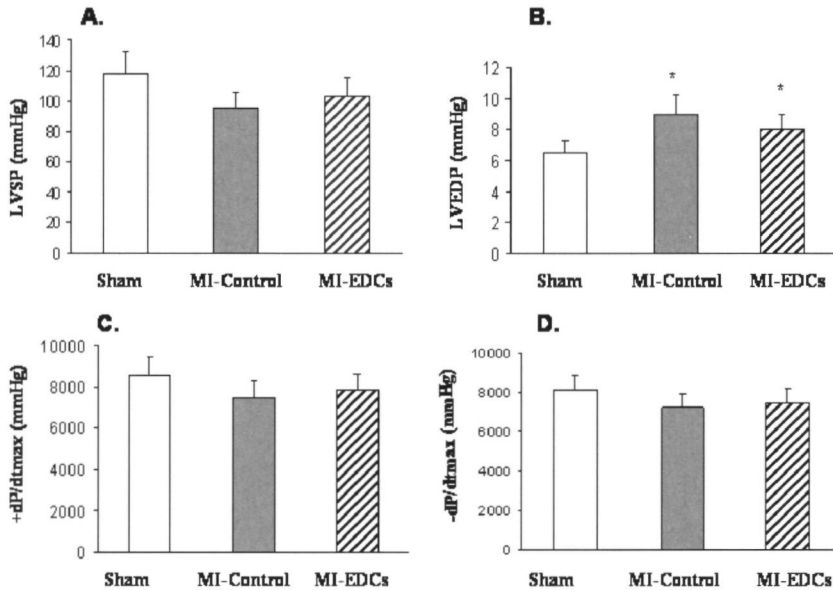 A.
LVSP (mmHg)
140
120
100
80
60
40
20
0
Sham MI-Control MI-EDCs
B.
LVEDP (mmHg)
12
10
8
6
4
2
0
* *
Sham MI-Control MI-EDCs
C.
+dP/dtmax (mmHg)
10000
8000
6000
4000
2000
0
Sham MI-Control MI-EDCs
D.
-dP/dtmax (mmHg)
10000
8000
6000
4000
2000
0
Sham MI-Control MI-EDCs